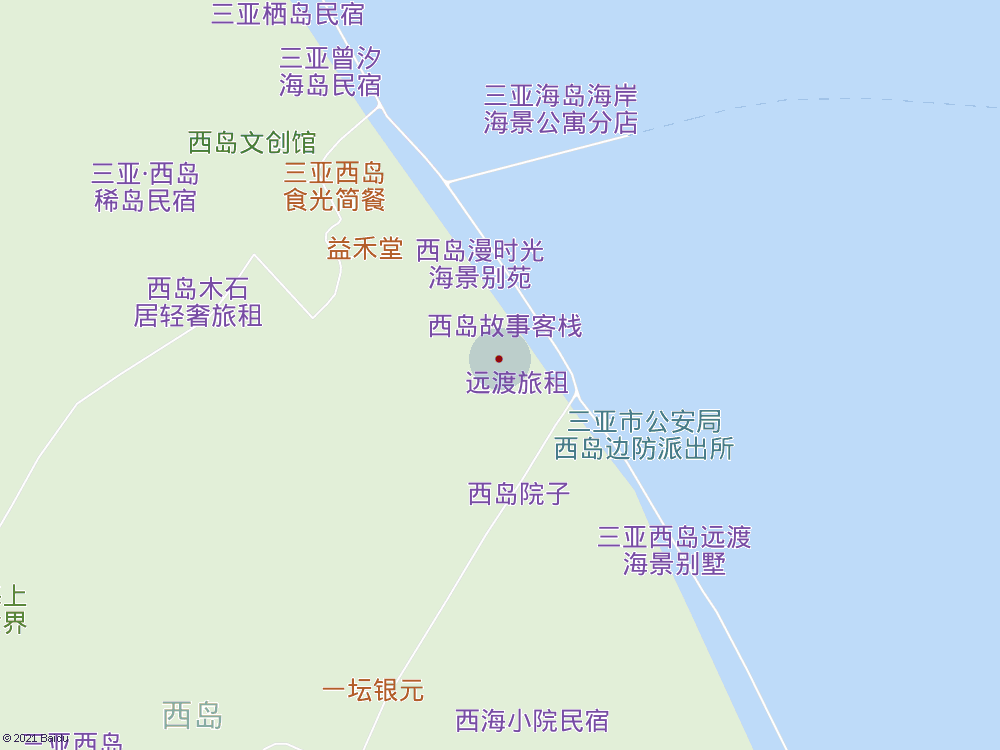 三亚栖岛民宿
三亚曾汐
海岛民宿
三亚海岛海岸
海景公寓分店
西岛文创馆
三亚·西岛
稀岛民宿
三亚西岛
食光简餐
益禾堂
西岛漫时光
海景别苑
西岛木石
居轻奢旅租
西岛故事客栈
远渡旅租
三亚市公安局
西岛边防派出所
西岛院子
三亚西岛远渡
海景别墅
上
界
一坛银元
西岛
西海小院民宿
三亚西岛
© 2021 Baidu